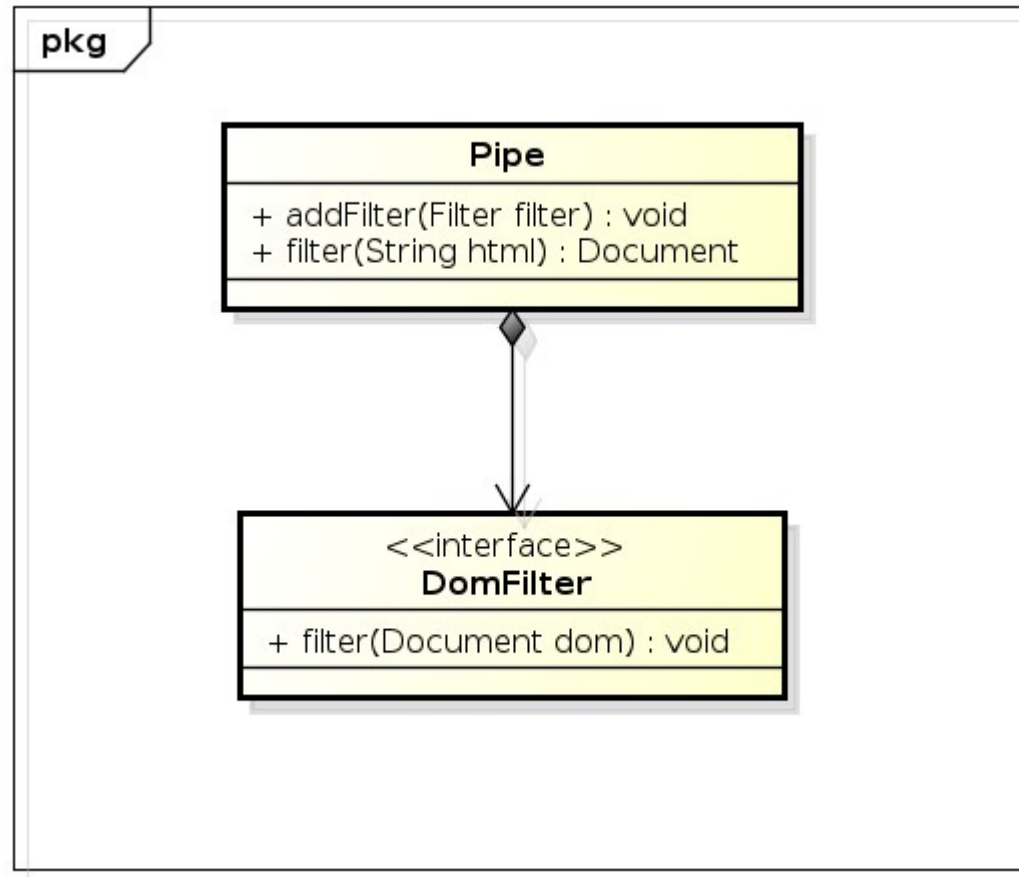 pkg
Pipe
+ addFilter(Filter filter) : void
+ filter(String html) : Document
<<interface>>
DomFilter
+ filter(Document dom) : void